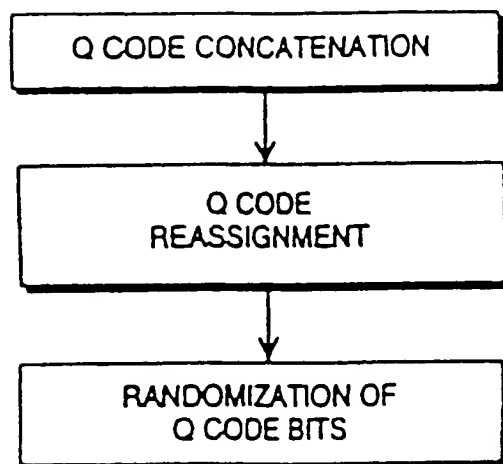 Q CODE CONCATENATION
Q CODE
REASSIGNMENT
RANDOMIZATION OF
Q CODE BITS